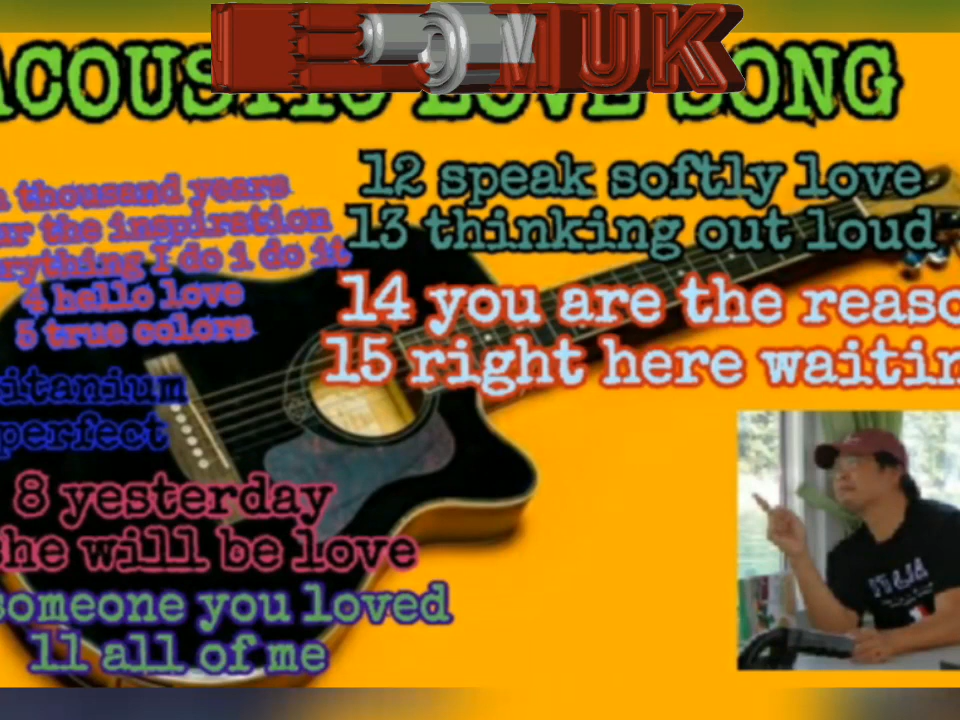 MUK
ACOUSTIC LOVE SONG
thousand years
the inspiration
rything I do i do it
4 hello love
5 true colors
itanium
perfect
8 yesterday
he will be love
someone you loved
11 all of me
12 speak softly love
13 thinking out loud
14 you are the reaso
15 right here waitin